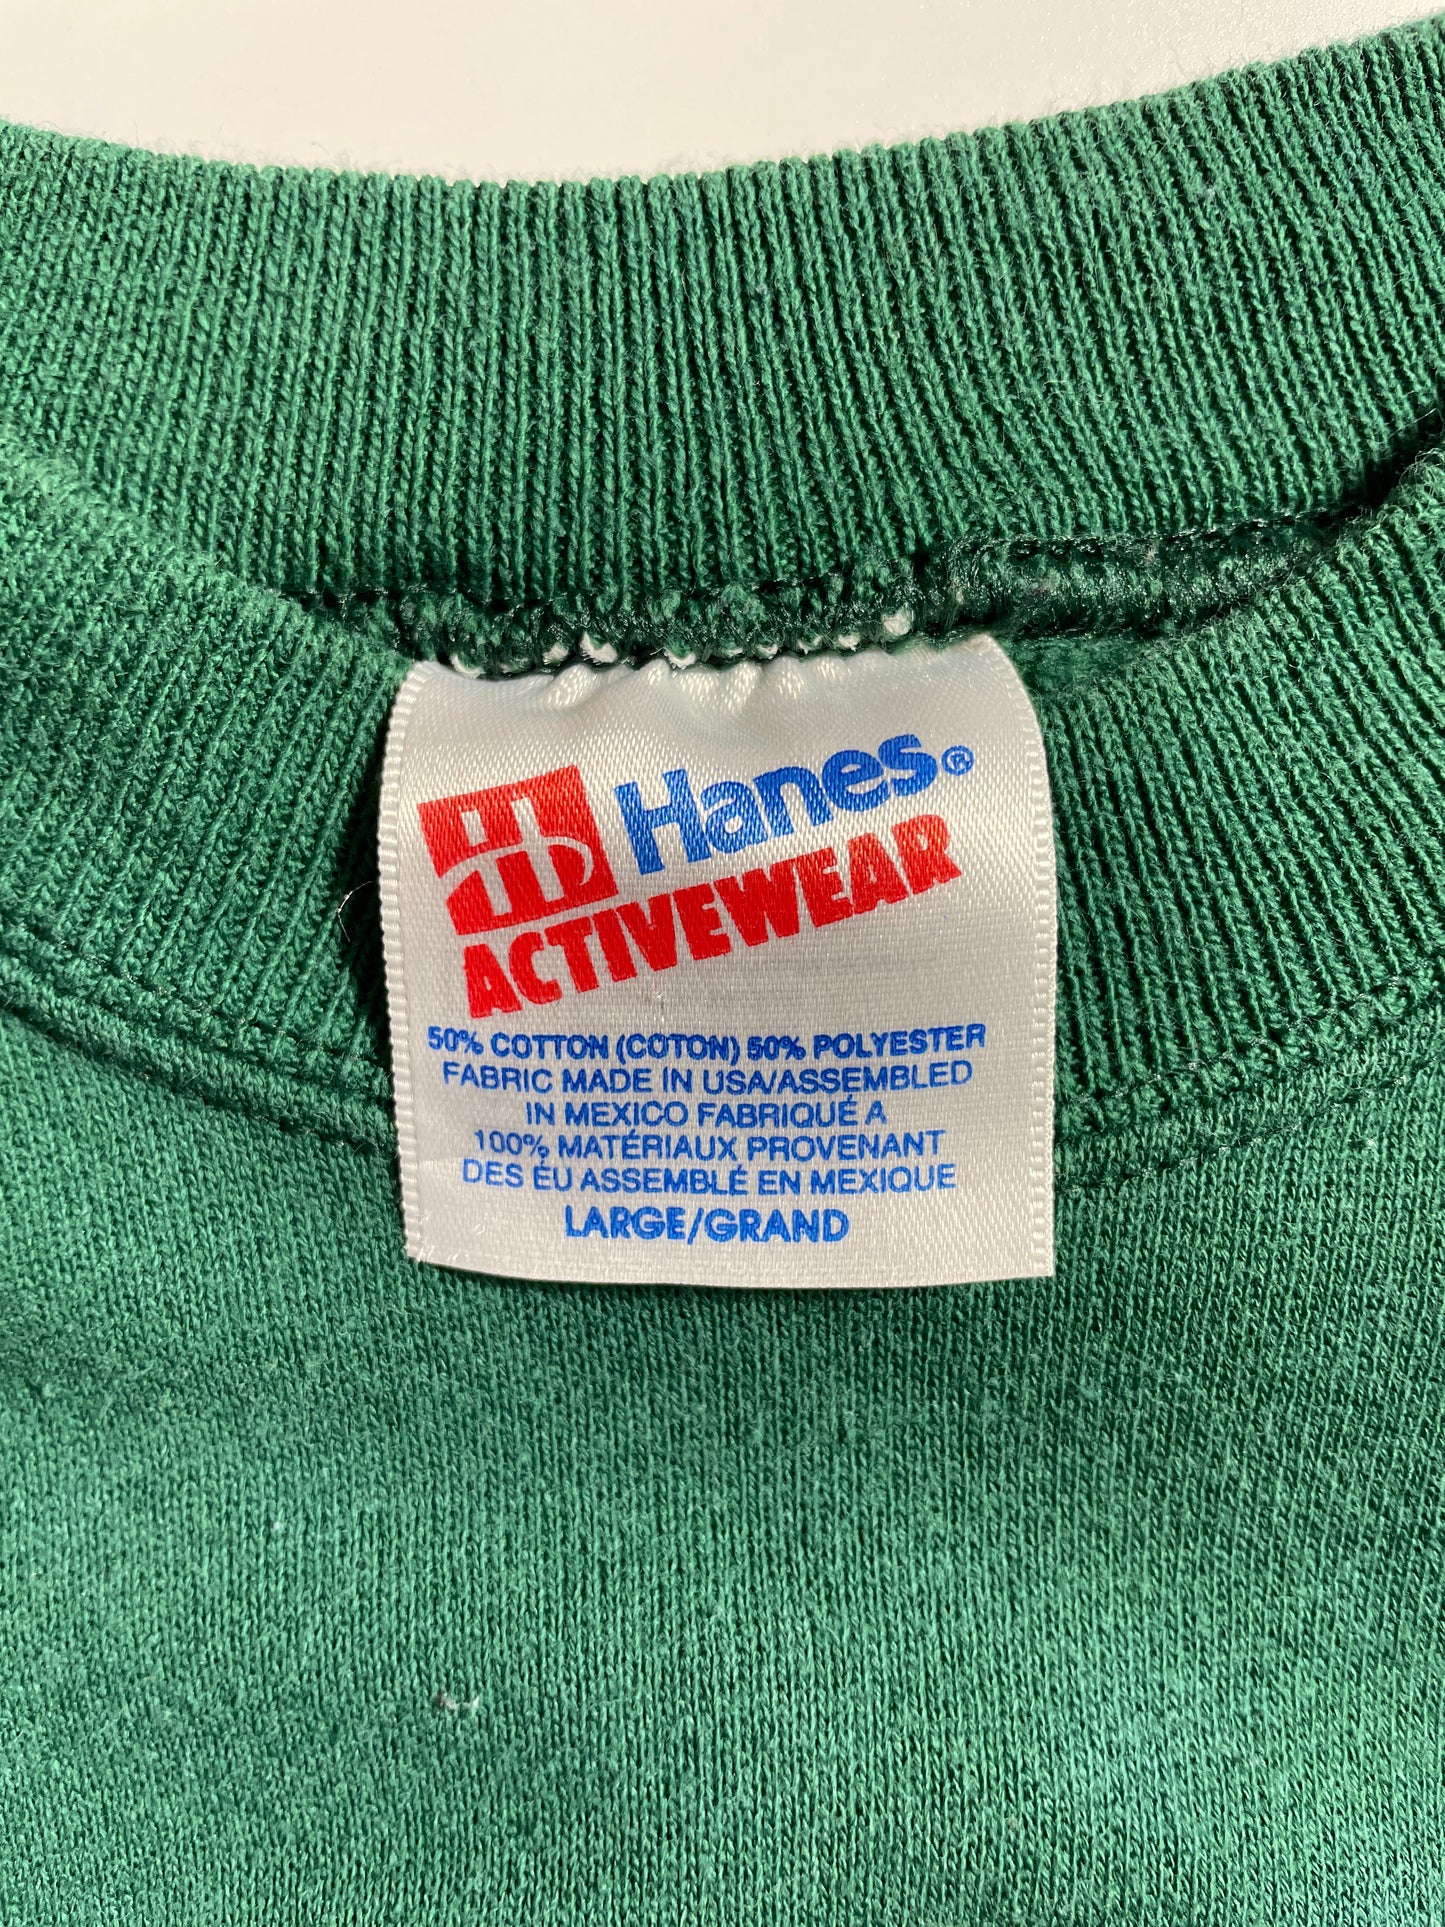 H Hanes®
ACTIVEWEAR
50% COTTON (COTON) 50% POLYESTER
FABRIC MADE IN USA/ASSEMBLED
IN MEXICO FABRIQUÉ A
100% MATÉRIAUX PROVENANT
DES ÉU ASSEMBLÉ EN MEXIQUE
LARGE/GRAND